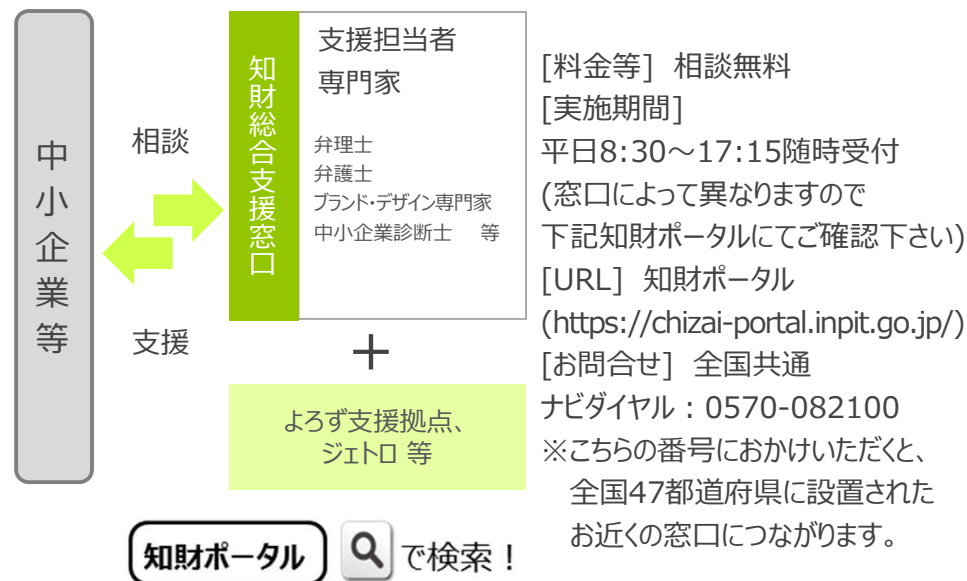 中小企業等
相談
支援
知財総合支援窓口
支援担当者
専門家
弁理士
弁護士
ブランド・デザイン専門家
中小企業診断士　等
＋
よろず支援拠点、
ジェトロ 等
[料金等] 相談無料
[実施期間]
平日8:30～17:15随時受付
(窓口によって異なりますので
下記知財ポータルにてご確認下さい)
[URL] 知財ポータル
(https://chizai-portal.inpit.go.jp/)
[お問合せ] 全国共通
ナビダイヤル：0570-082100
※こちらの番号におかけいただくと、
全国47都道府県に設置された
お近くの窓口につながります。
知財ポータル で検索！